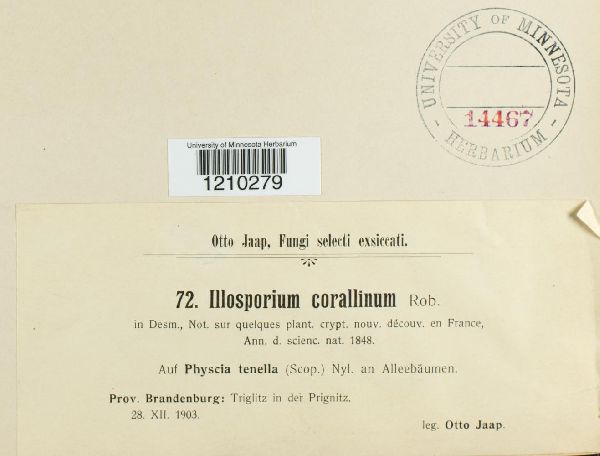 UNIVERSITY OF MINNESOTA
14467
- HERBARIUM -
University of Minnesota Herbarium
1210279
Otto Jaap, Fungi selecti exsiccati.
72. Illosporium corallinum Rob.
in Desm., Not. sur quelques plant. crypt. nouv. découv. en France,
Ann. d. scienc. nat. 1848.
Auf Physcia tenella (Scop.) Nyl. an Alleebäumen.
Prov. Brandenburg: Triglitz in der Prignitz.
28. XII. 1903.
leg. Otto Jaap.